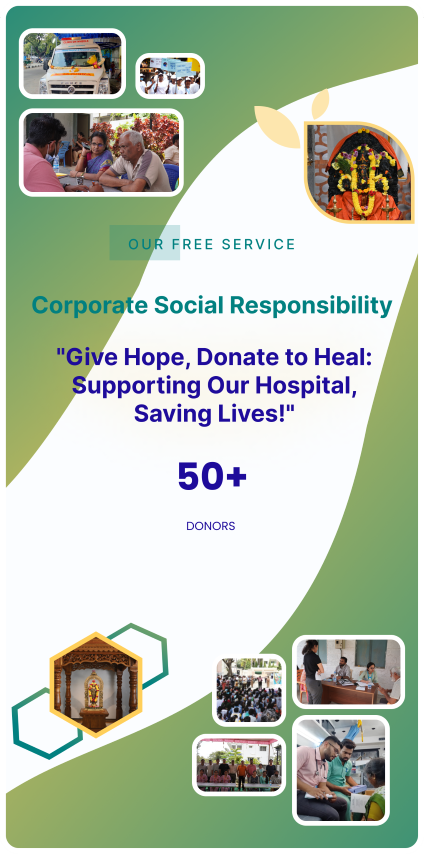 OUR FREE SERVICE
Corporate Social Responsibility
"Give Hope, Donate to Heal:
Supporting Our Hospital,
Saving Lives!"
50+
DONORS